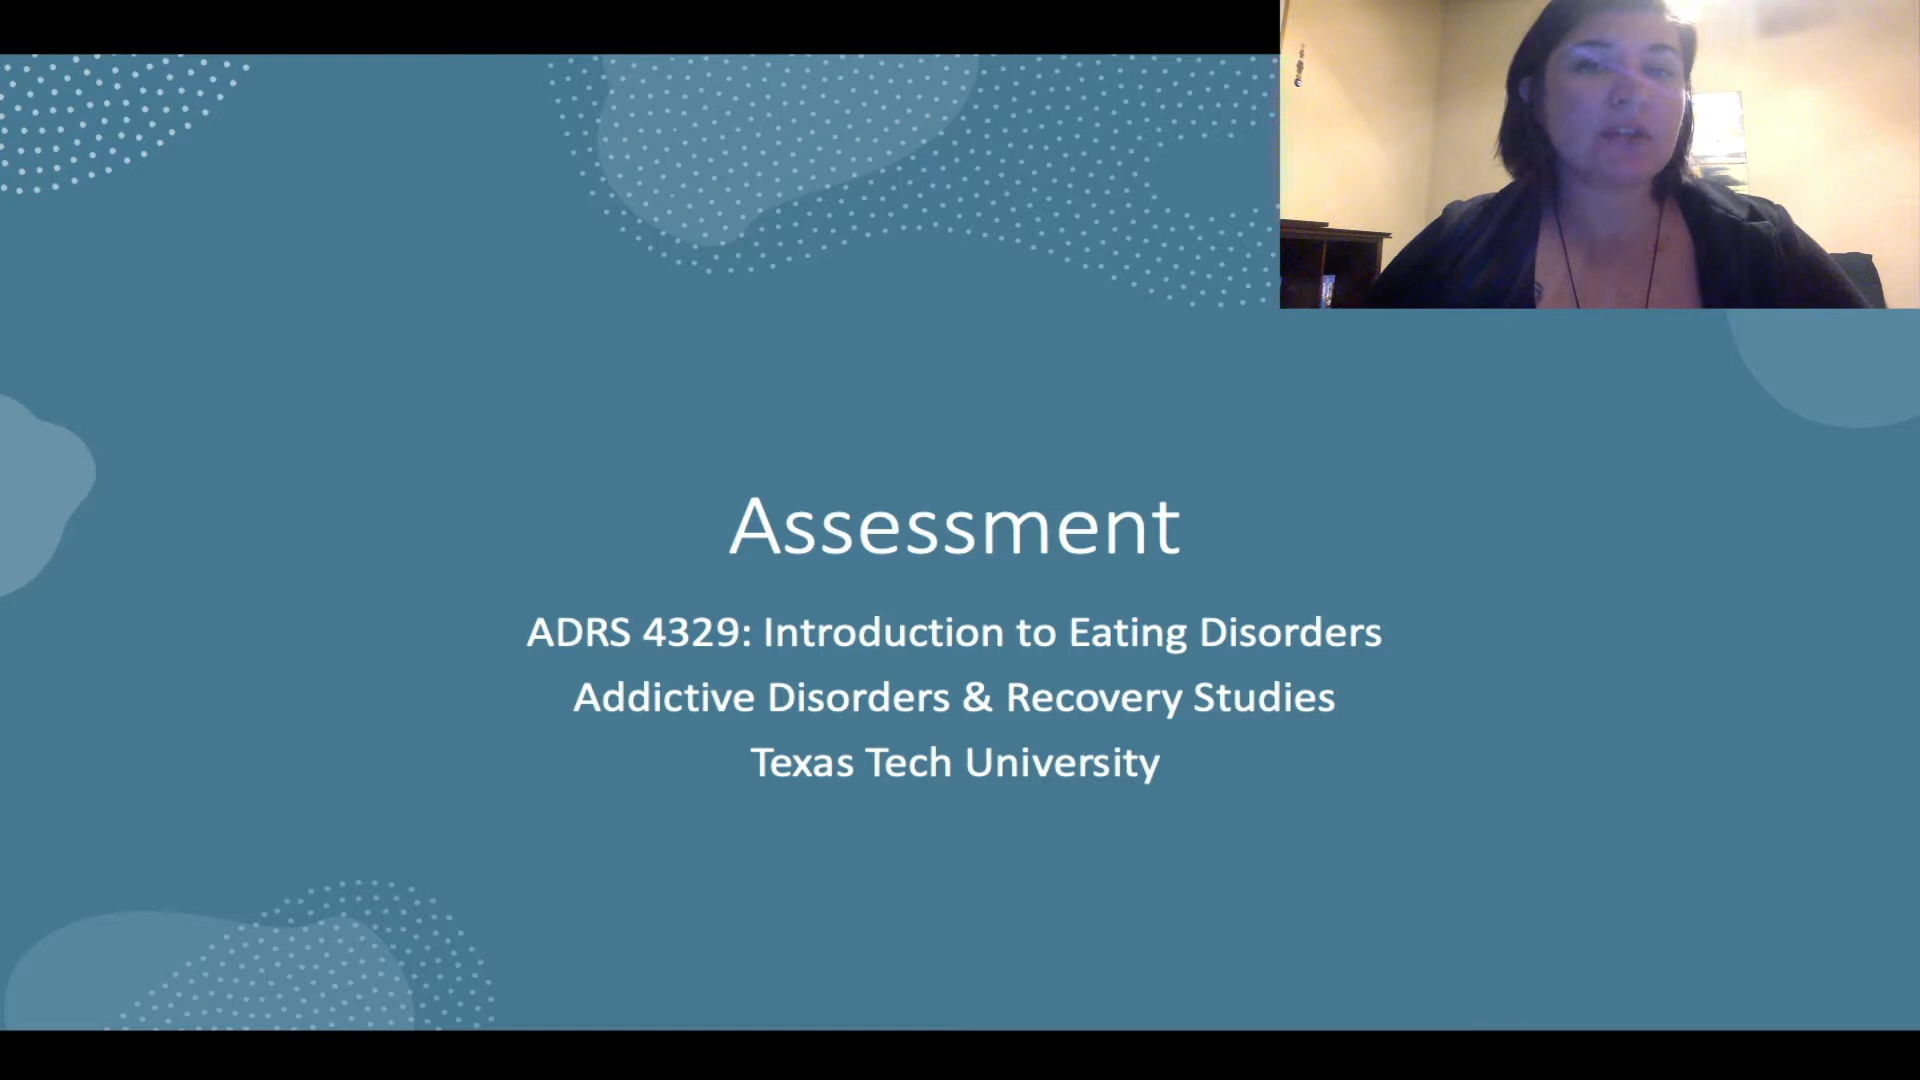 Assessment
ADRS 4329: Introduction to Eating Disorders
Addictive Disorders & Recovery Studies
Texas Tech University